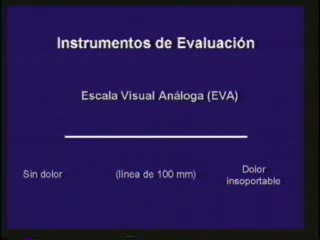 Instrumentos de Evaluación
Escala Visual Análoga (EVA)
Sin dolor (línea de 100 mm) Dolor
insoportable